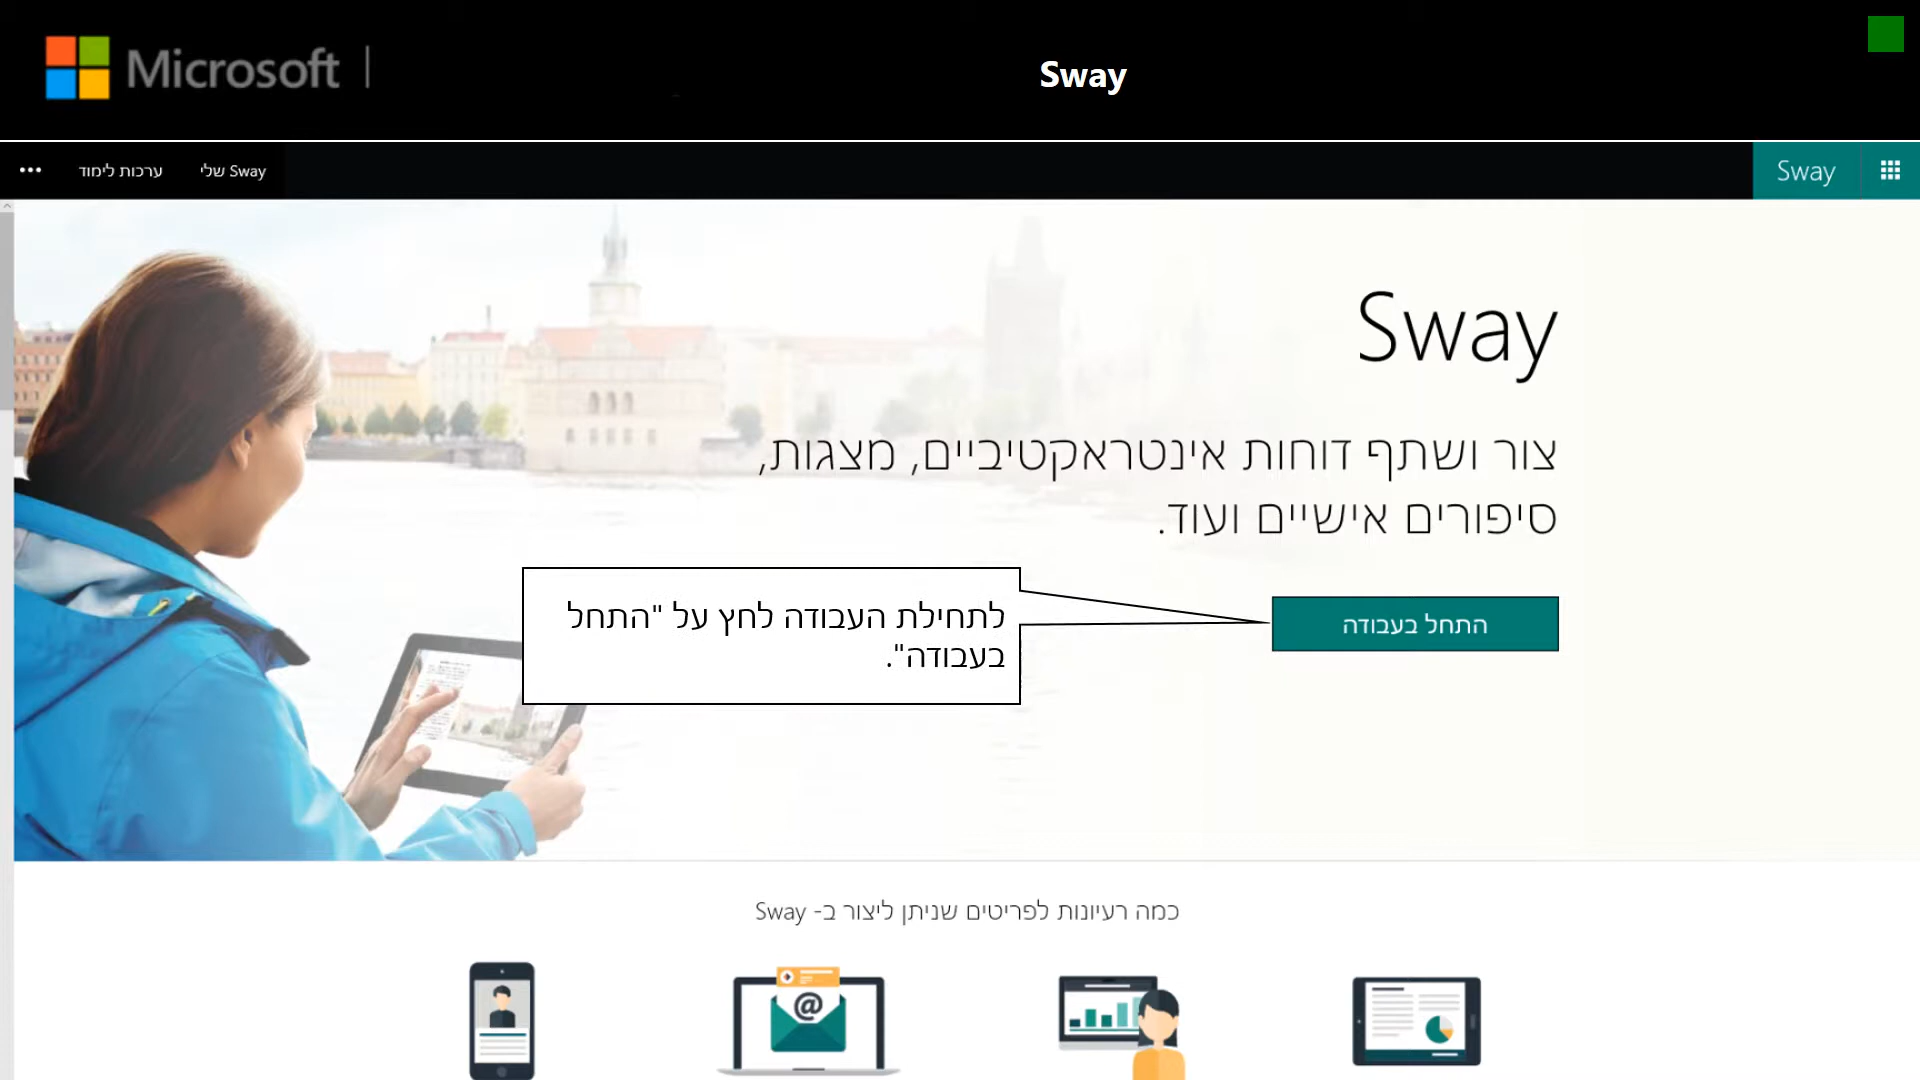 Microsoft
Sway
Sway
Sway שלי
ערכות לימוד
•••
Sway
צור ושתף דוחות אינטראקטיביים, מצגות,
סיפורים אישיים ועוד.
התחל בעבודה
לתחילת העבודה לחץ על "התחל
בעבודה".
כמה רעיונות לפריטים שניתן ליצור ב- Sway
@